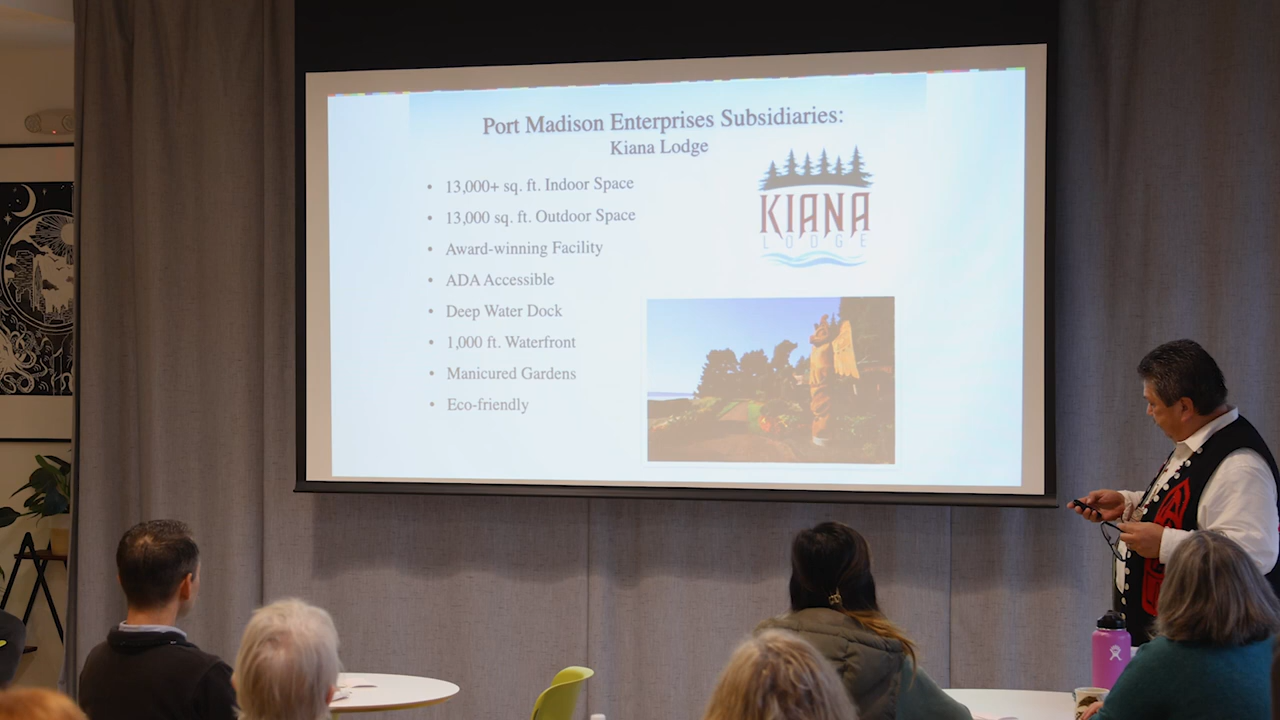 Port Madison Enterprises Subsidiaries:
Kiana Lodge
• 13,000+ sq. ft. Indoor Space
• 13,000 sq. ft. Outdoor Space
• Award-winning Facility
• ADA Accessible
• Deep Water Dock
• 1,000 ft. Waterfront
• Manicured Gardens
• Eco-friendly
KIANA
LODGE